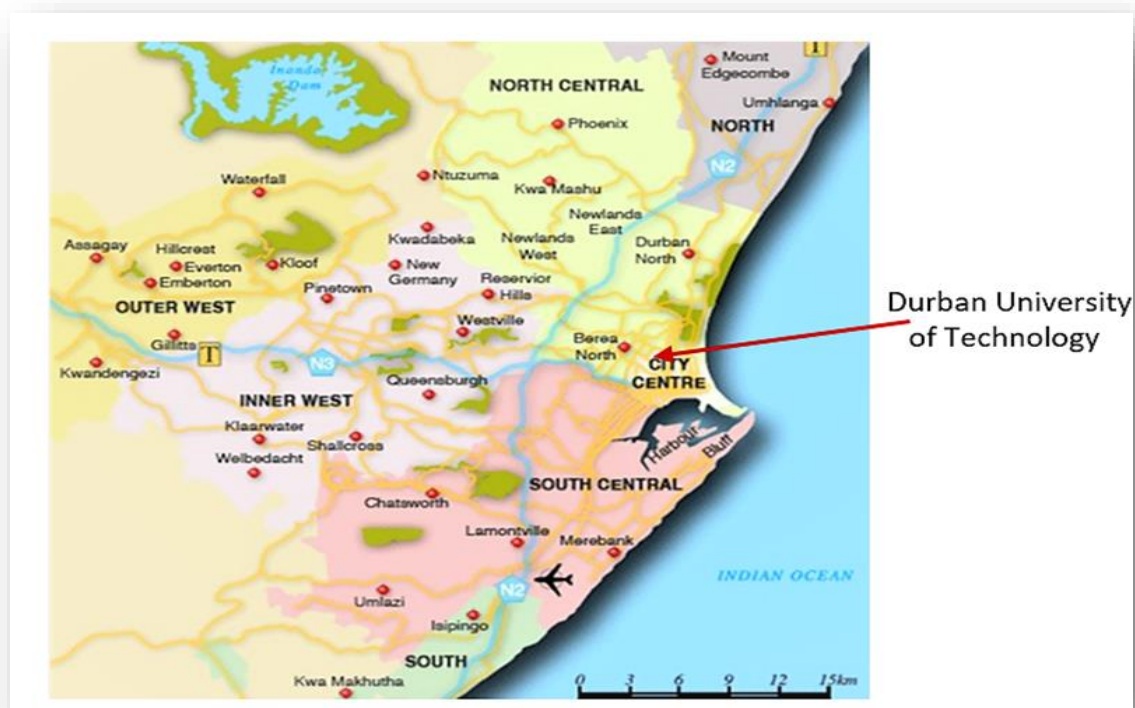 T
Mount
Edgecombe
Inanda
Dam
NORTH CENTRAL
Umhlanga
Phoenix
NORTH
N2
Waterfall
Ntuzuma
Kwa Mashu
Newlands
East
Kwadabeka
Newlands
West
Durban
North
Assagay
Hillcrest
Everton
Kloof
New
Germany
Emberton
Pinetown
Reservior
Hills
OUTER WEST
Durban University
of Technology
Westville
Berea
North
Gillitts
T
N3
CITY
CENTRE
Kwandengezi
Queensburgh
INNER WEST
Klaarwater
Shallcross
Harbour
Bluff
Welbedacht
SOUTH CENTRAL
Chatsworth
Lamontville
Merebank
INDIAN OCEAN
N2
Umlazi
Isipingo
SOUTH
Kwa Makhutha
0 3 6 9 12 15km